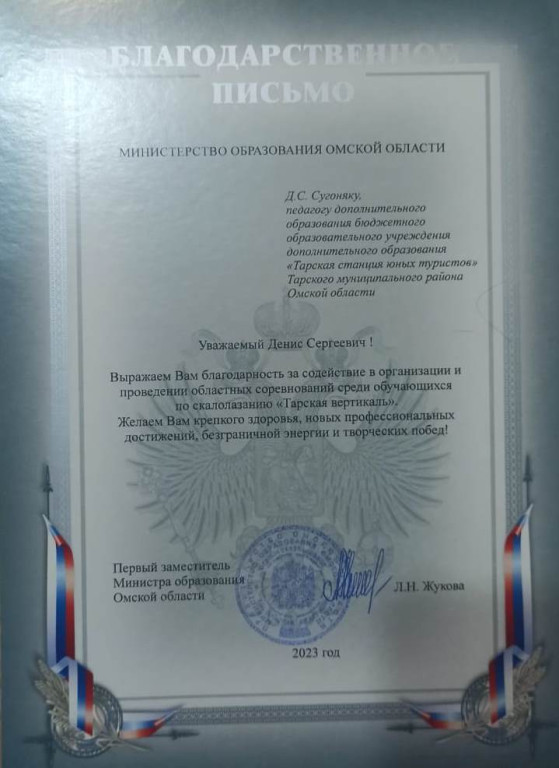 БЛАГОДАРСТВЕННОЕ
ПИСЬМО
МИНИСТЕРСТВО ОБРАЗОВАНИЯ ОМСКОЙ ОБЛАСТИ
Д.С. Сугоняку,
педагогу дополнительного
образования бюджетного
образовательного учреждения
дополнительного образования
«Тарская станция юных туристов»
Тарского муниципального района
Омской области
Уважаемый Денис Сергеевич !
Выражаем Вам благодарность за содействие в организации и
проведении областных соревнований среди обучающихся
по скалолазанию «Тарская вертикаль».
Желаем Вам крепкого здоровья, новых профессиональных
достижений, безграничной энергии и творческих побед!
Первый заместитель
Министра образования
Омской области
Л.Н. Жукова
2023 год